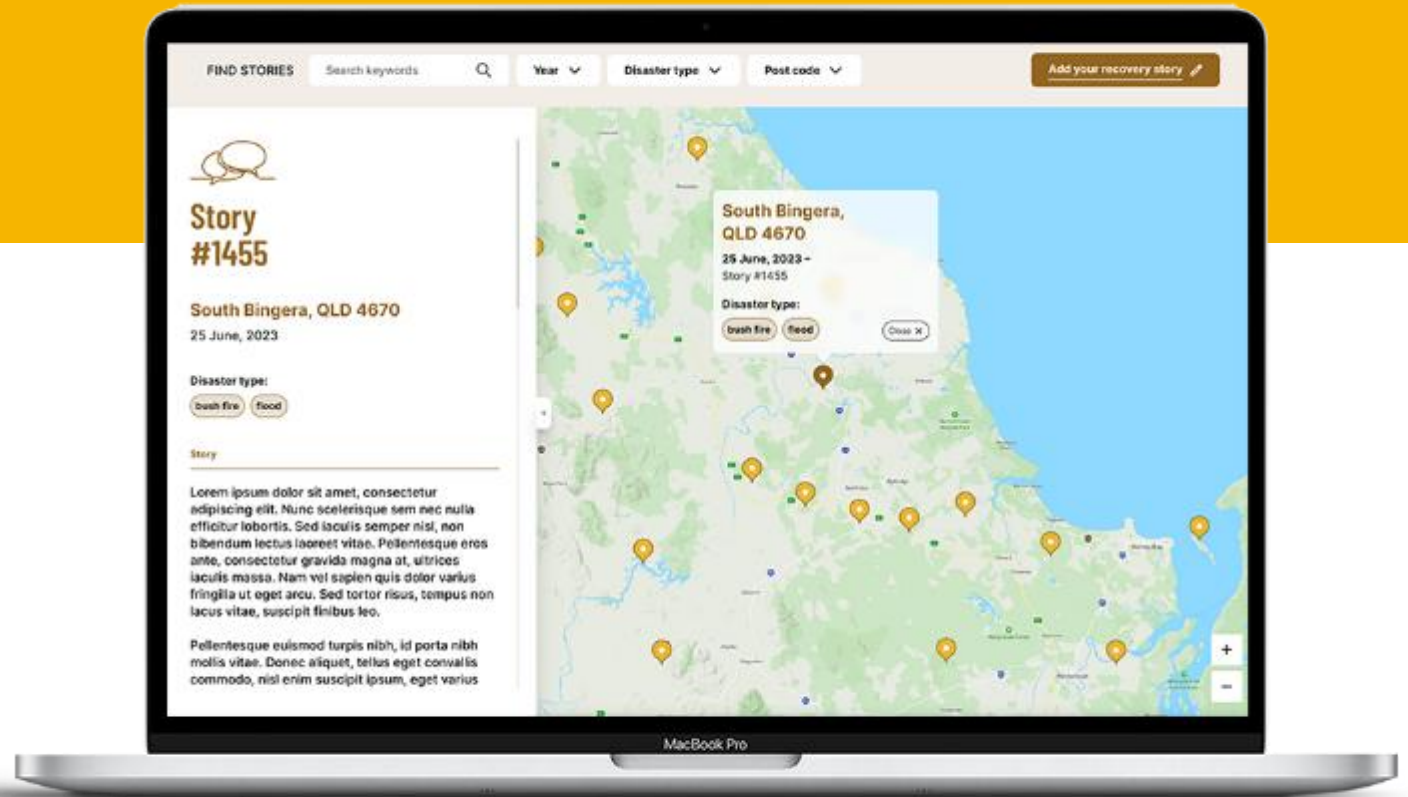 FIND STORIES
Search keywords
Year
Disaster type
Post code
Add your recovery story
Story
#1455
South Bingera, QLD 4670
25 June, 2023
Disaster type:
bush fire
flood
Story
Lorem ipsum dolor sit amet, consectetur
adipiscing elit. Nunc scelerisque sem nec nulla
efficitur lobortis. Sed iaculis semper nisl, non
bibendum lectus laoreet vitae. Pellentesque eros
ante, consectetur gravida magna at, ultrices
iaculis massa. Nam vel sapien quis dolor varius
fringilla ut eget arcu. Sed tortor risus, tempus non
lacus vitae, suscipit finibus leo.
Pellentesque euismod turpis nibh, id porta nibh
mollis vitae. Donec aliquet, tellus eget convallis
commodo, nisl enim suscipit ipsum, eget varius
South Bingera,
QLD 4670
25 June, 2023 –
Story #1455
Disaster type:
bush fire
flood
Close X
+
−
MacBook Pro